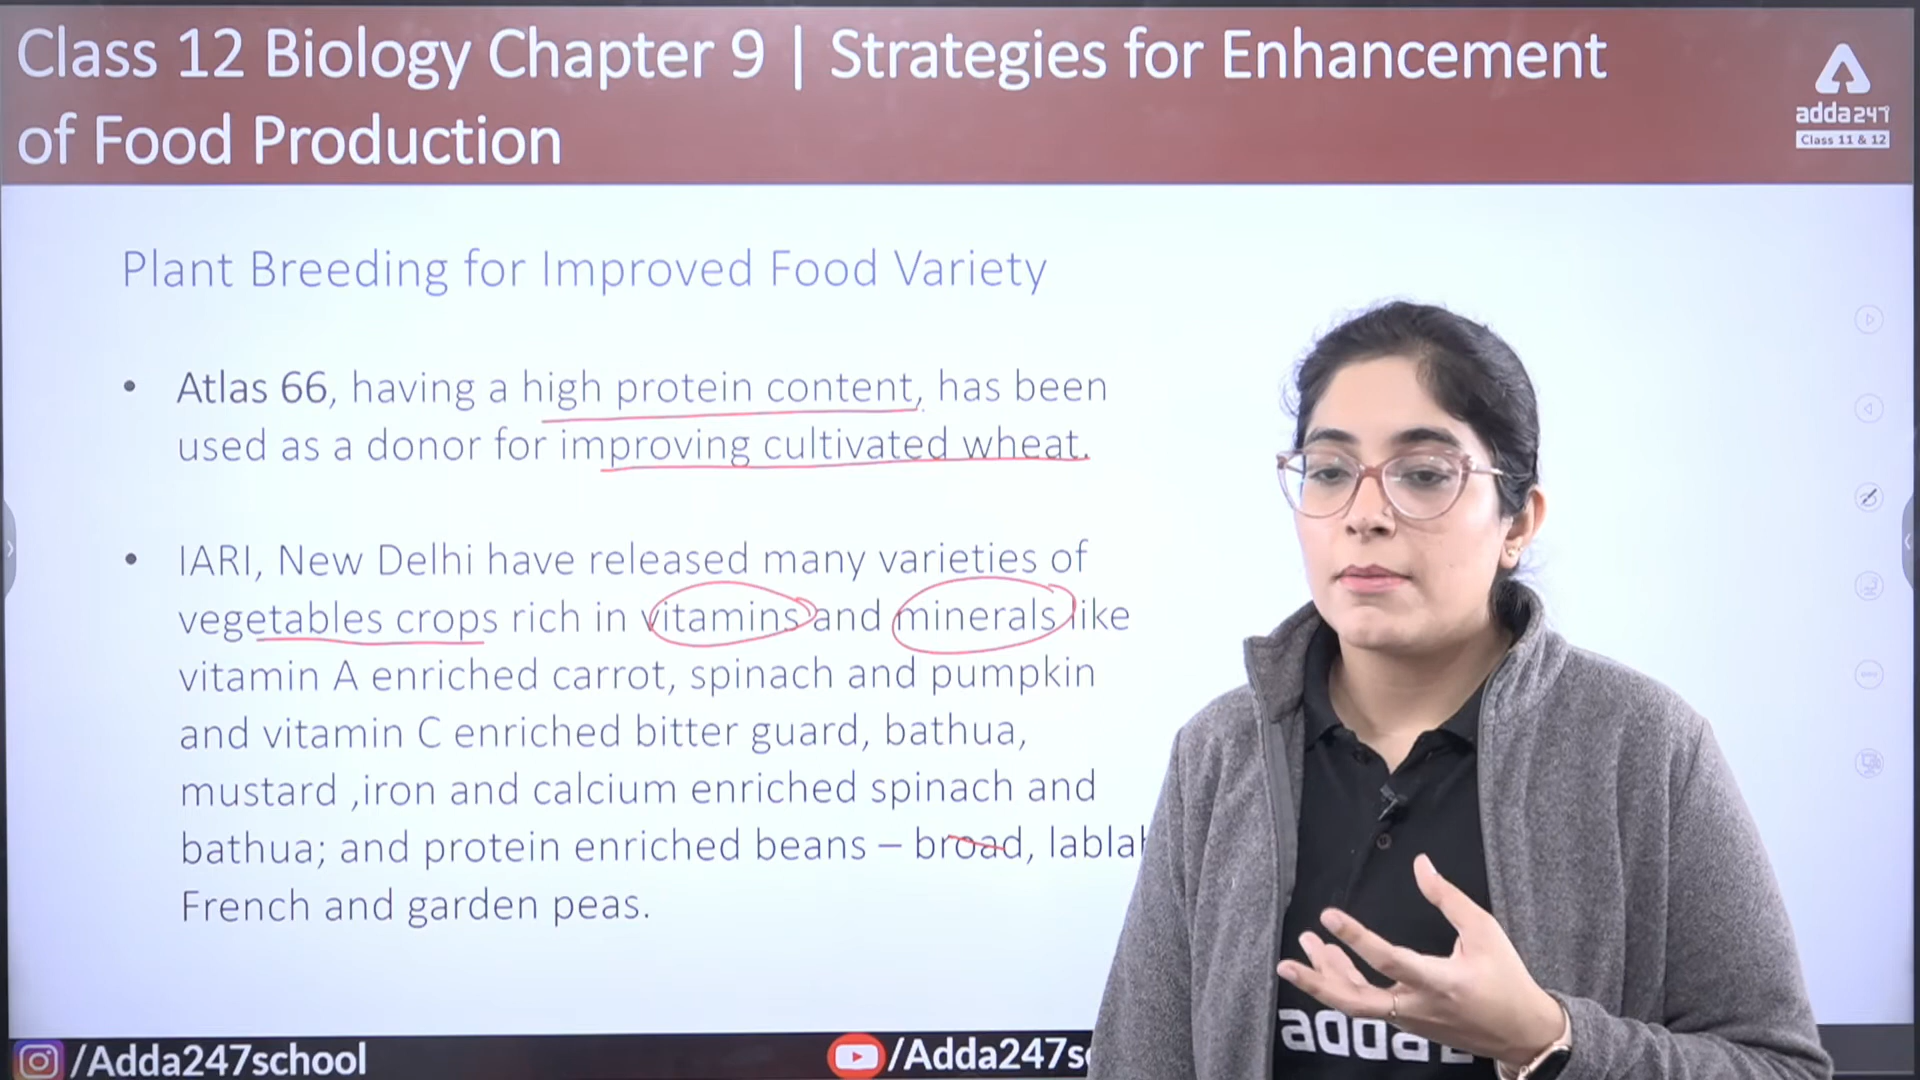 Class 12 Biology Chapter 9 | Strategies for Enhancement
of Food Production
adda247
Class 11 & 12
Plant Breeding for Improved Food Variety
• Atlas 66, having a high protein content, has been
used as a donor for improving cultivated wheat.
• IARI, New Delhi have released many varieties of
vegetables crops rich in vitamins and minerals like
vitamin A enriched carrot, spinach and pumpkin
and vitamin C enriched bitter guard, bathua,
mustard ,iron and calcium enriched spinach and
bathua; and protein enriched beans – broad,
French and garden peas.
/Adda247school
/Adda247s
adda